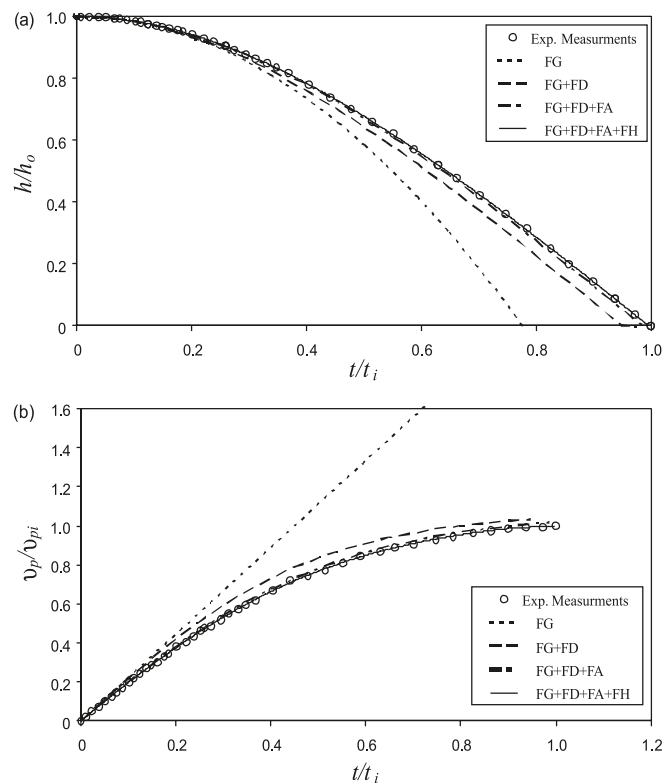 (a)
1.0
0.8
0.6
0.4
0.2
0
h/ho
Exp. Measurments
FG
FG+FD
FG+FD+FA
FG+FD+FA+FH
0 0.2 0.4 0.6 0.8 1.0
t/ti
(b)
1.6
1.4
1.2
1.0
0.8
0.6
0.4
0.2
0
υp/υpi
Exp. Measurments
FG
FG+FD
FG+FD+FA
FG+FD+FA+FH
0 0.2 0.4 0.6 0.8 1.0 1.2
t/ti